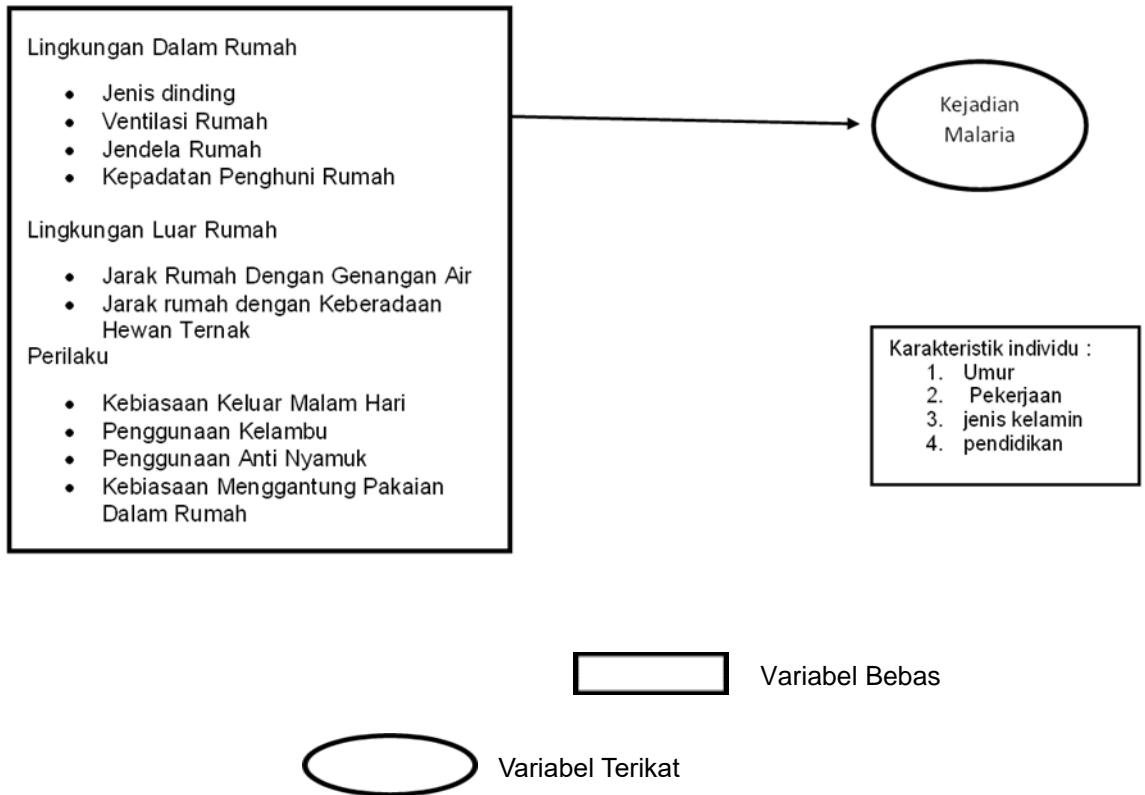 Lingkungan Dalam Rumah
• Jenis dinding
• Ventilasi Rumah
• Jendela Rumah
• Kepadatan Penghuni Rumah
Lingkungan Luar Rumah
• Jarak Rumah Dengan Genangan Air
• Jarak rumah dengan Keberadaan
Hewan Ternak
Perilaku
• Kebiasaan Keluar Malam Hari
• Penggunaan Kelambu
• Penggunaan Anti Nyamuk
• Kebiasaan Menggantung Pakaian
Dalam Rumah
Kejadian
Malaria
Karakteristik individu :
1. Umur
2. Pekerjaan
3. jenis kelamin
4. pendidikan
Variabel Bebas
Variabel Terikat